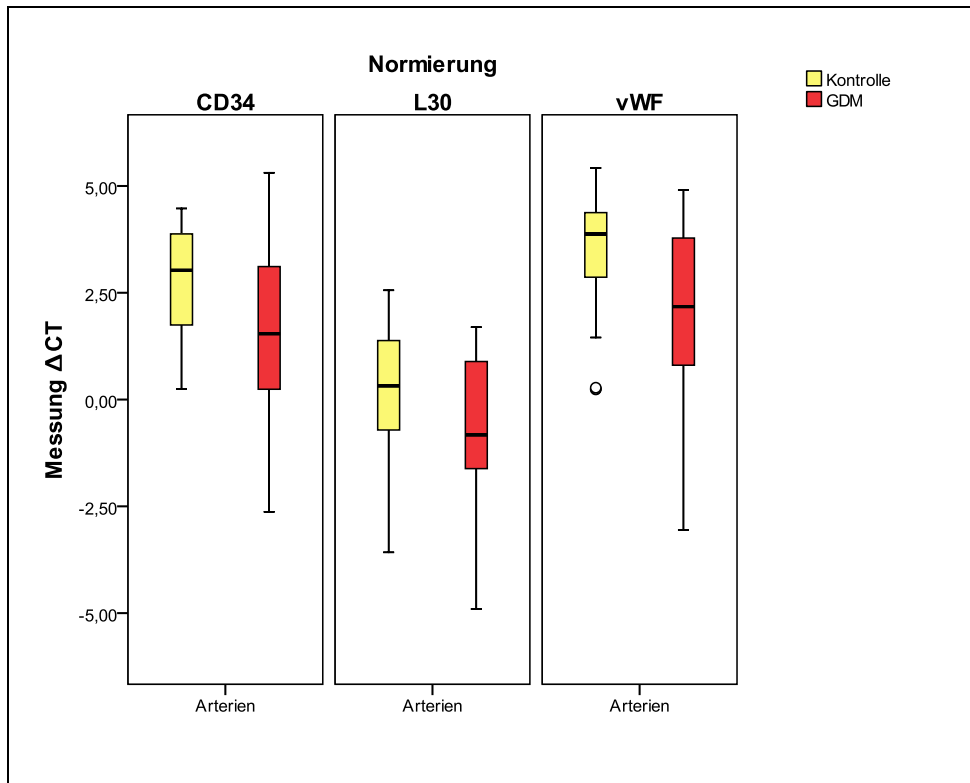 Normierung
CD34 L30 vWF
Kontrolle
GDM
Messung ΔCT
5,00
2,50
0,00
-2,50
-5,00
Arterien Arterien Arterien